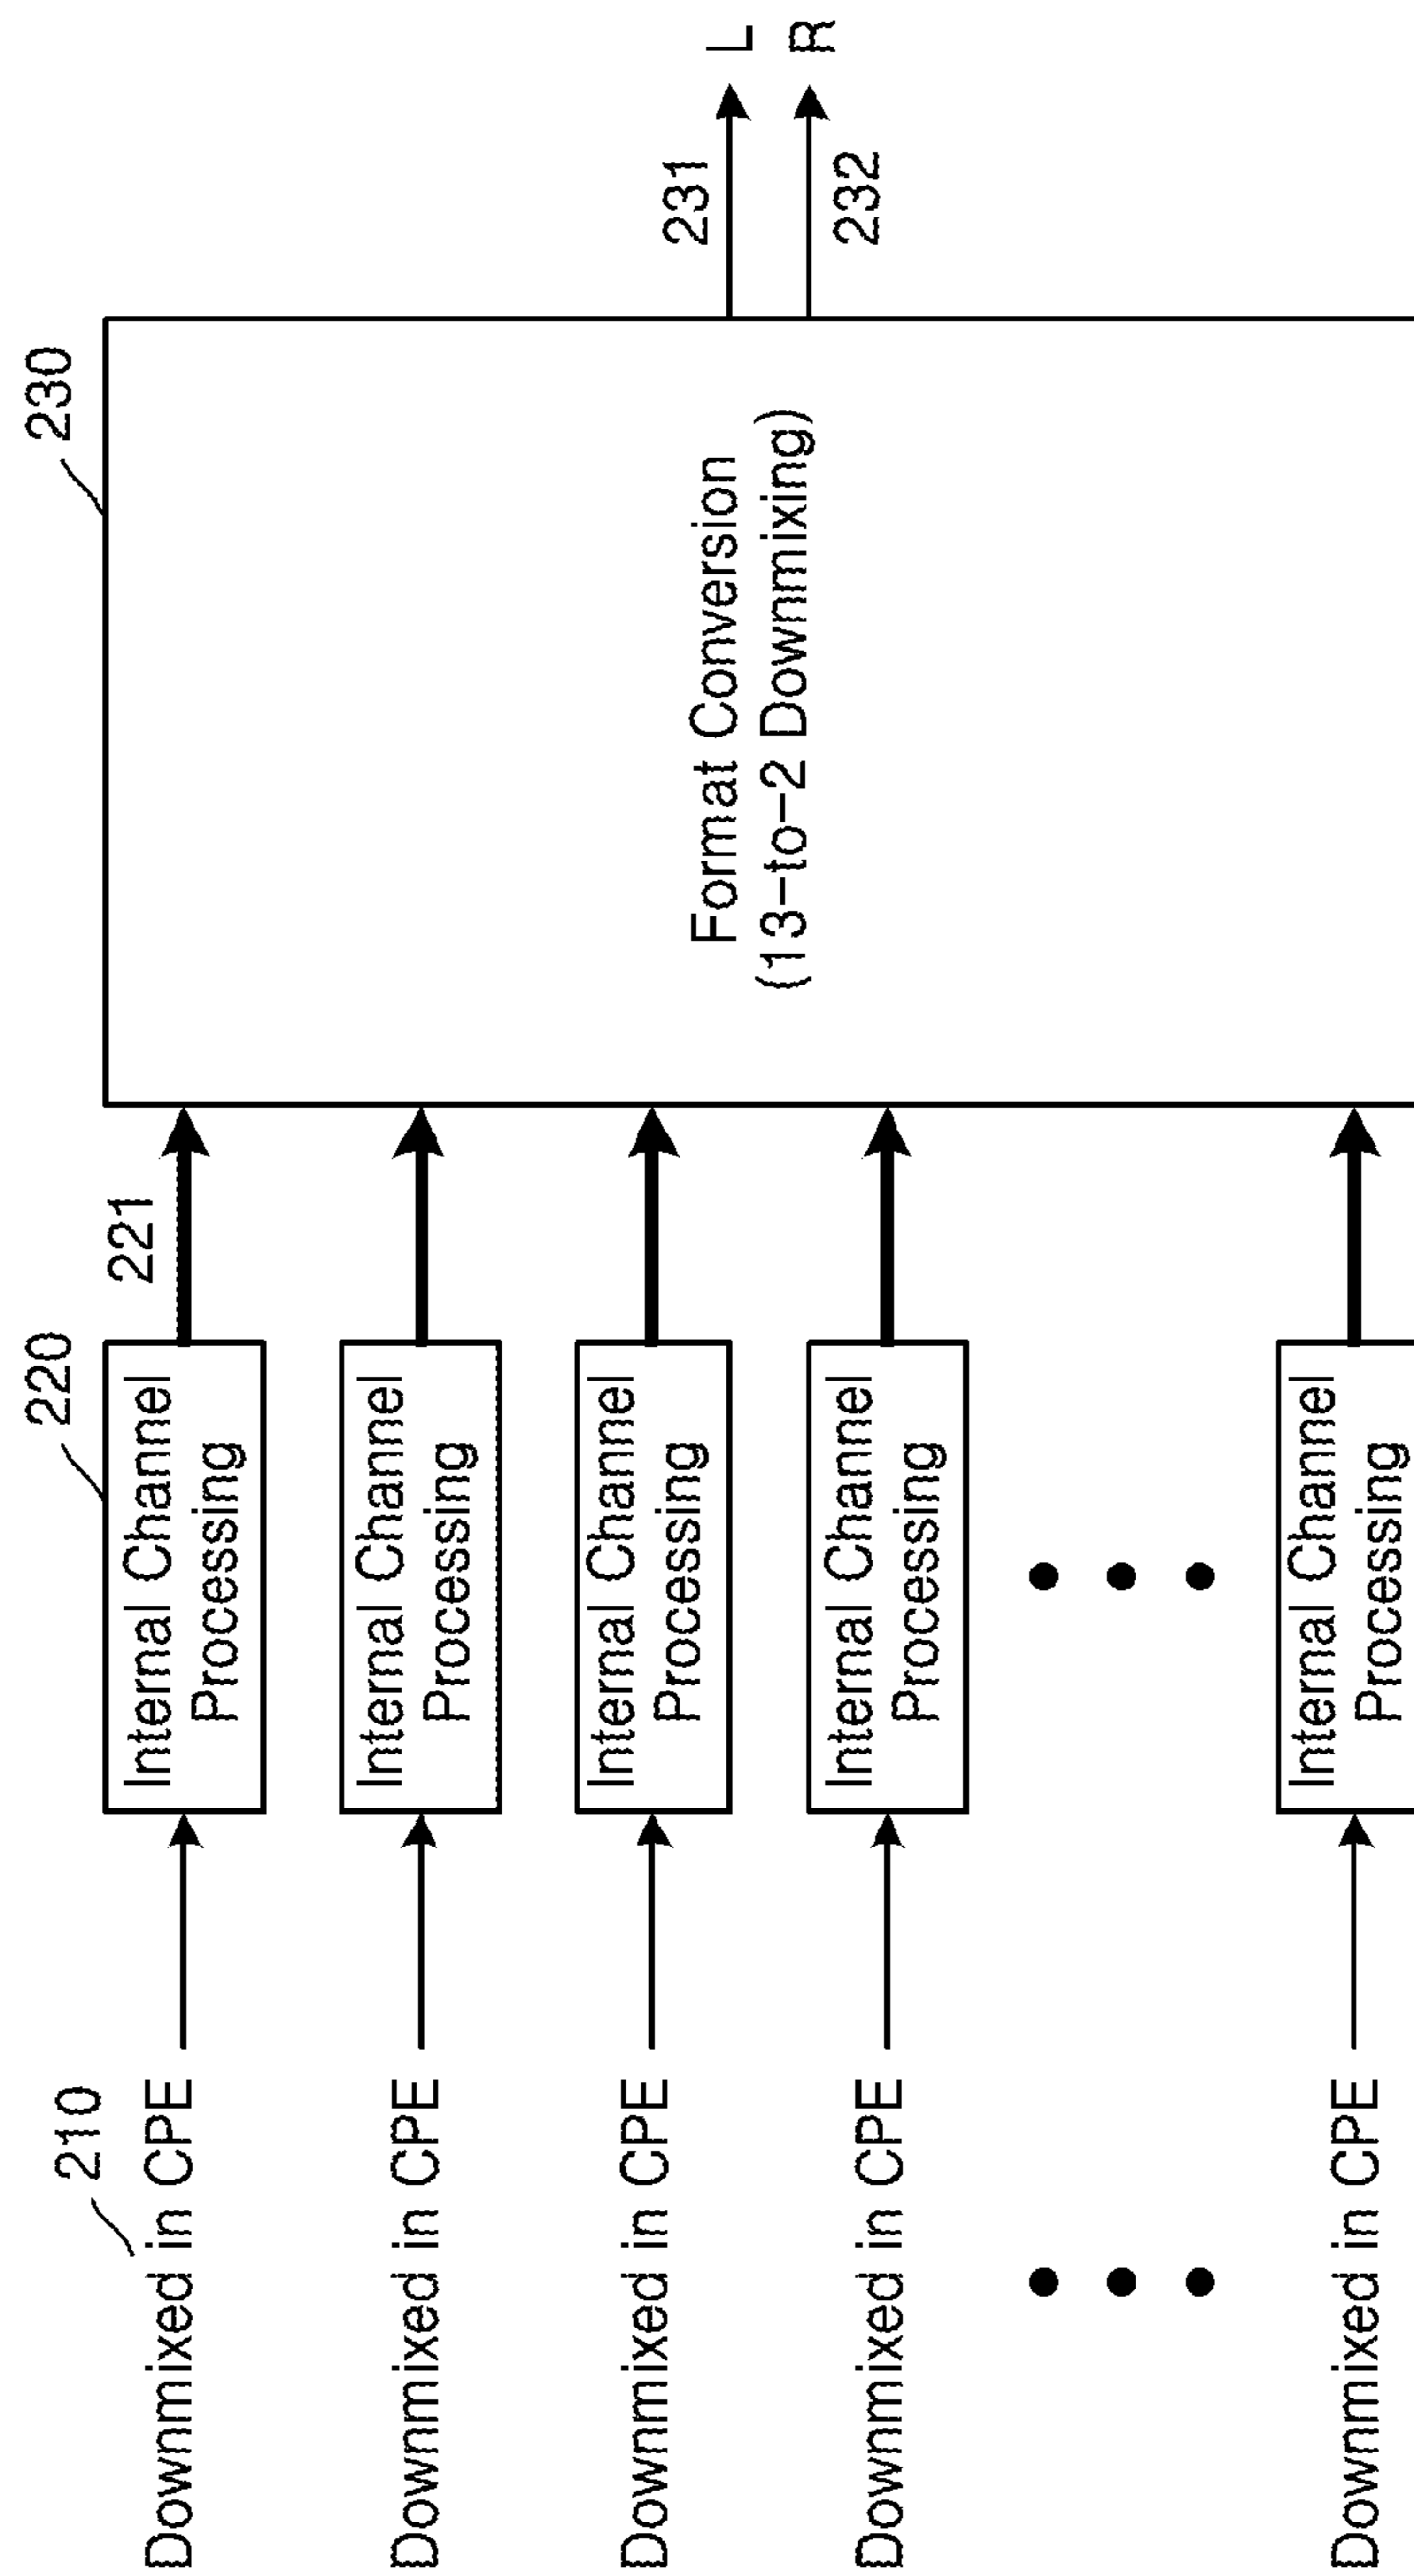 210
Downmixed in CPE
220
Internal Channel
Processing
221
230
Downmixed in CPE
Internal Channel
Processing
Downmixed in CPE
Internal Channel
Processing
Format Conversion
(13-to-2 Downmixing)
231
L
232
R
Downmixed in CPE
Internal Channel
Processing
Downmixed in CPE
Internal Channel
Processing